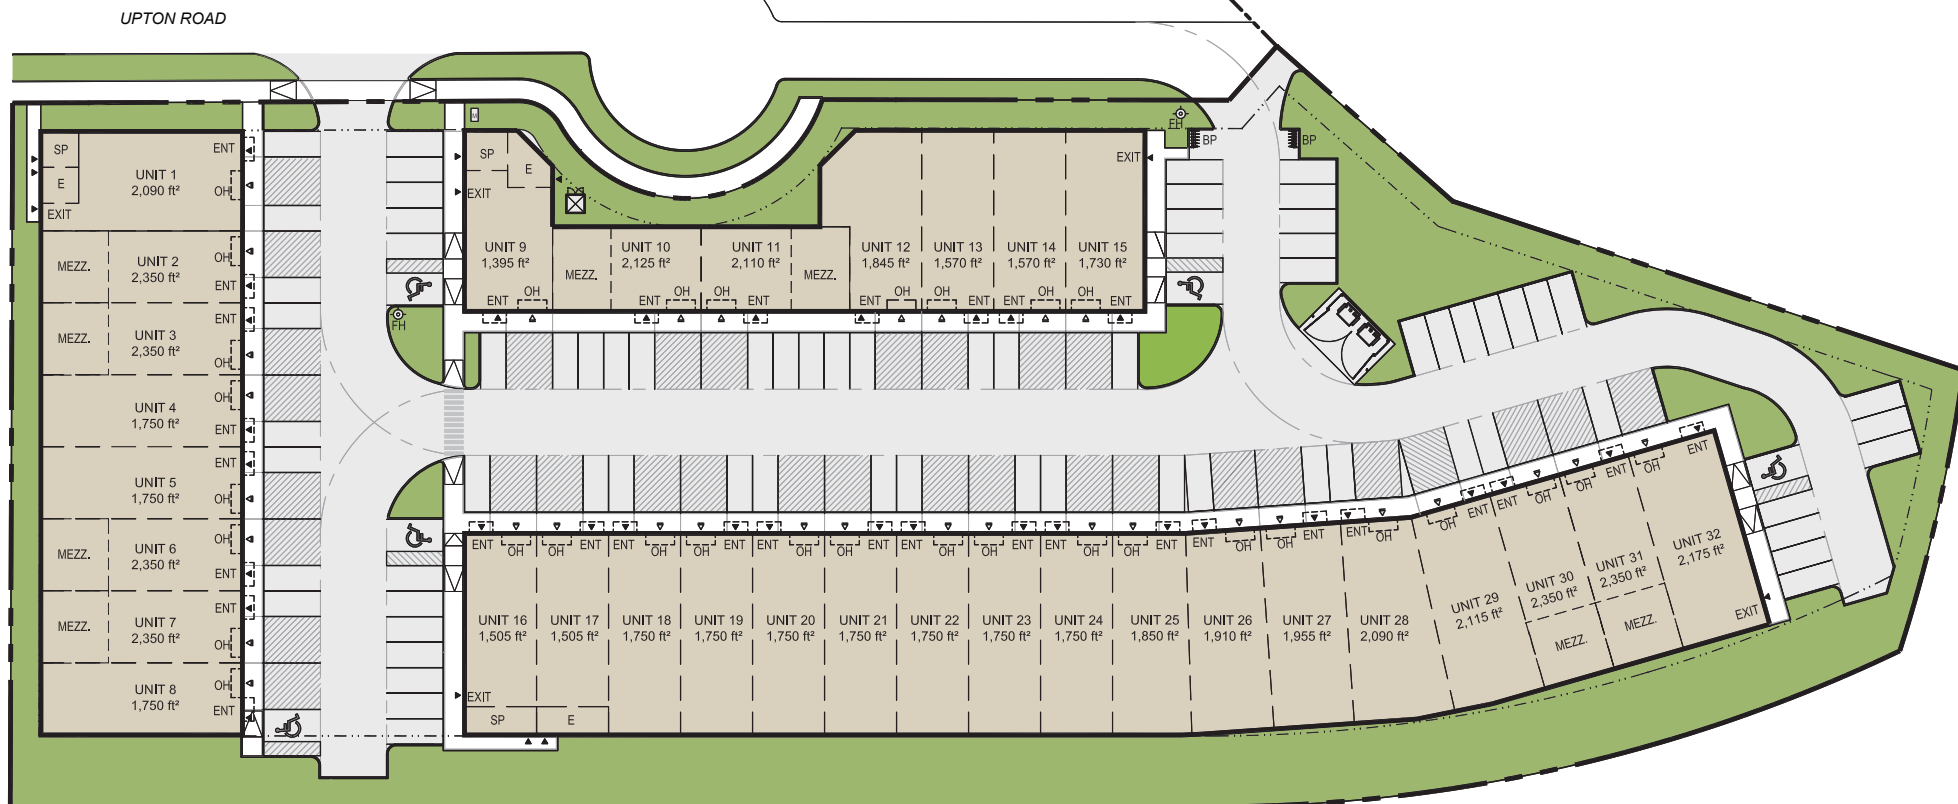 UPTON ROAD
SP
E
EXIT
UNIT 1
2,090 ft²
ENT
OH
MEZZ.
UNIT 2
2,350 ft²
OH
ENT
MEZZ.
UNIT 3
2,350 ft²
ENT
OH
UNIT 4
1,750 ft²
OH
ENT
UNIT 5
1,750 ft²
ENT
OH
MEZZ.
UNIT 6
2,350 ft²
OH
ENT
MEZZ.
UNIT 7
2,350 ft²
ENT
OH
UNIT 8
1,750 ft²
OH
ENT
FH
M
SP
E
EXIT
UNIT 9
1,395 ft²
ENT
OH
MEZZ.
UNIT 10
2,125 ft²
ENT
OH
UNIT 11
2,110 ft²
OH
ENT
MEZZ.
UNIT 12
1,845 ft²
ENT
OH
UNIT 13
1,570 ft²
OH
ENT
UNIT 14
1,570 ft²
ENT
OH
UNIT 15
1,730 ft²
OH
ENT
EXIT
FH
BP
BP
ENT
OH
UNIT 16
1,505 ft²
EXIT
SP
OH
ENT
UNIT 17
1,505 ft²
E
ENT
OH
UNIT 18
1,750 ft²
OH
ENT
UNIT 19
1,750 ft²
ENT
OH
UNIT 20
1,750 ft²
OH
ENT
UNIT 21
1,750 ft²
ENT
OH
UNIT 22
1,750 ft²
OH
ENT
UNIT 23
1,750 ft²
ENT
OH
UNIT 24
1,750 ft²
OH
ENT
UNIT 25
1,850 ft²
ENT
OH
UNIT 26
1,910 ft²
OH
ENT
UNIT 27
1,955 ft²
ENT
OH
UNIT 28
2,090 ft²
OH
ENT
UNIT 29
2,115 ft²
ENT
OH
UNIT 30
2,350 ft²
MEZZ.
OH
ENT
UNIT 31
2,350 ft²
MEZZ.
OH
ENT
UNIT 32
2,175 ft²
EXIT